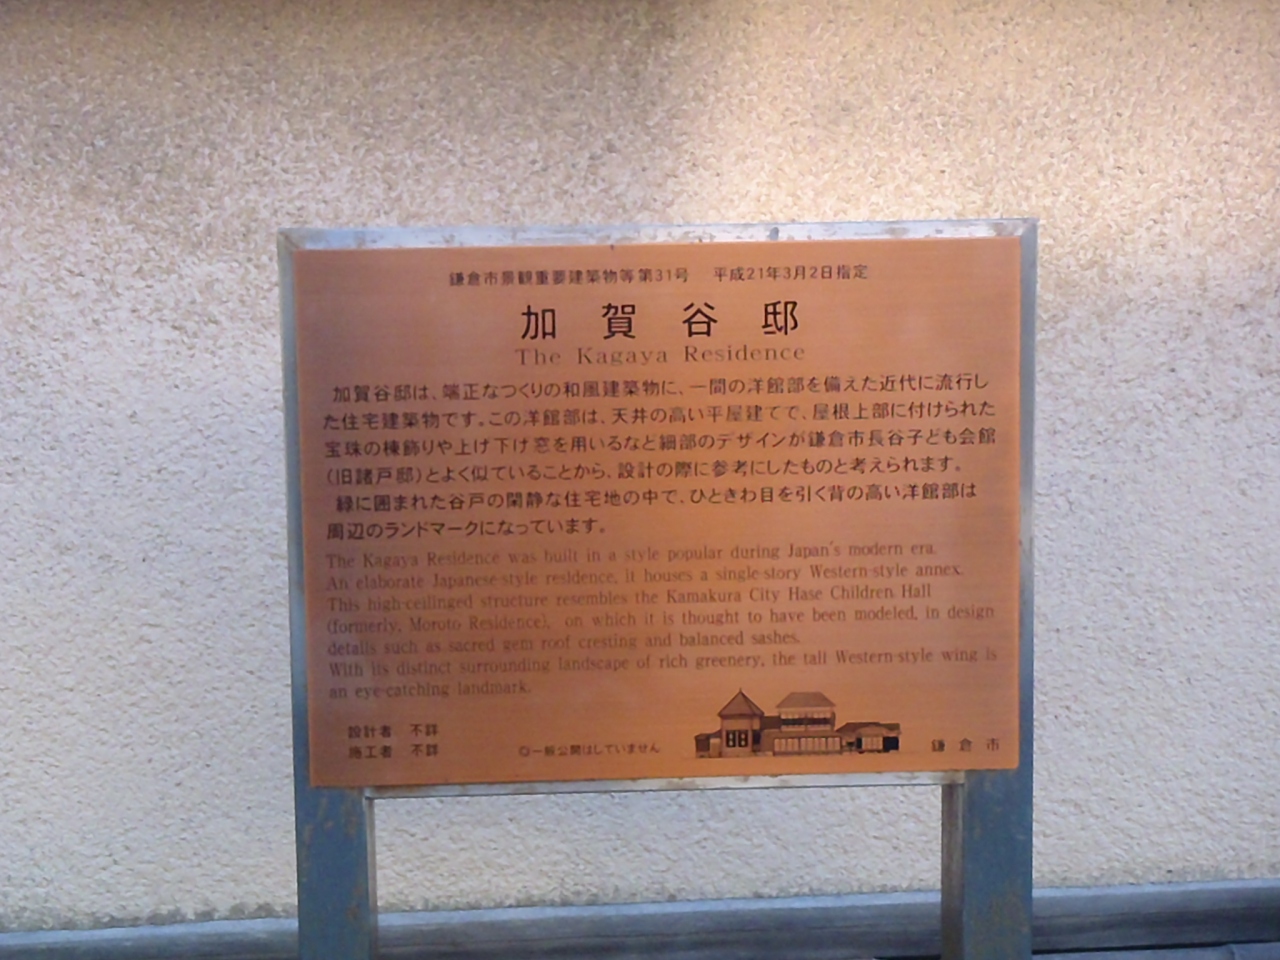 鎌倉市景観重要建築物等第31号 平成21年3月2日指定
加賀谷邸
The Kagaya Residence
加賀谷邸は、端正なつくりの和風建築物に、一間の洋館部を備えた近代に流行し
た住宅建築物です。この洋館部は、天井の高い平屋建てで、屋根上部に付けられた
宝珠の棟飾りや上げ下げ窓を用いるなど細部のデザインが鎌倉市長谷子ども会館
(旧諸戸邸)とよく似ていることから、設計の際に参考にしたものと考えられます。
緑に囲まれた谷戸の閑静な住宅地の中で、ひときわ目を引く背の高い洋館部は
周辺のランドマークになっています。
The Kagaya Residence was built in a style popular during Japan's modern era.
An elaborate Japanese-style residence, it houses a single-story Western-style annex.
This high-ceilinged structure resembles the Kamakura City Hase Children Hall
(formerly, Moroto Residence), on which it is thought to have been modeled, in design
details such as sacred gem roof cresting and balanced sashes.
With its distinct surrounding landscape of rich greenery, the tall Western-style wing is
an eye-catching landmark.
設計者 不詳
施工者 不詳
◎一般公開はしていません
鎌倉市